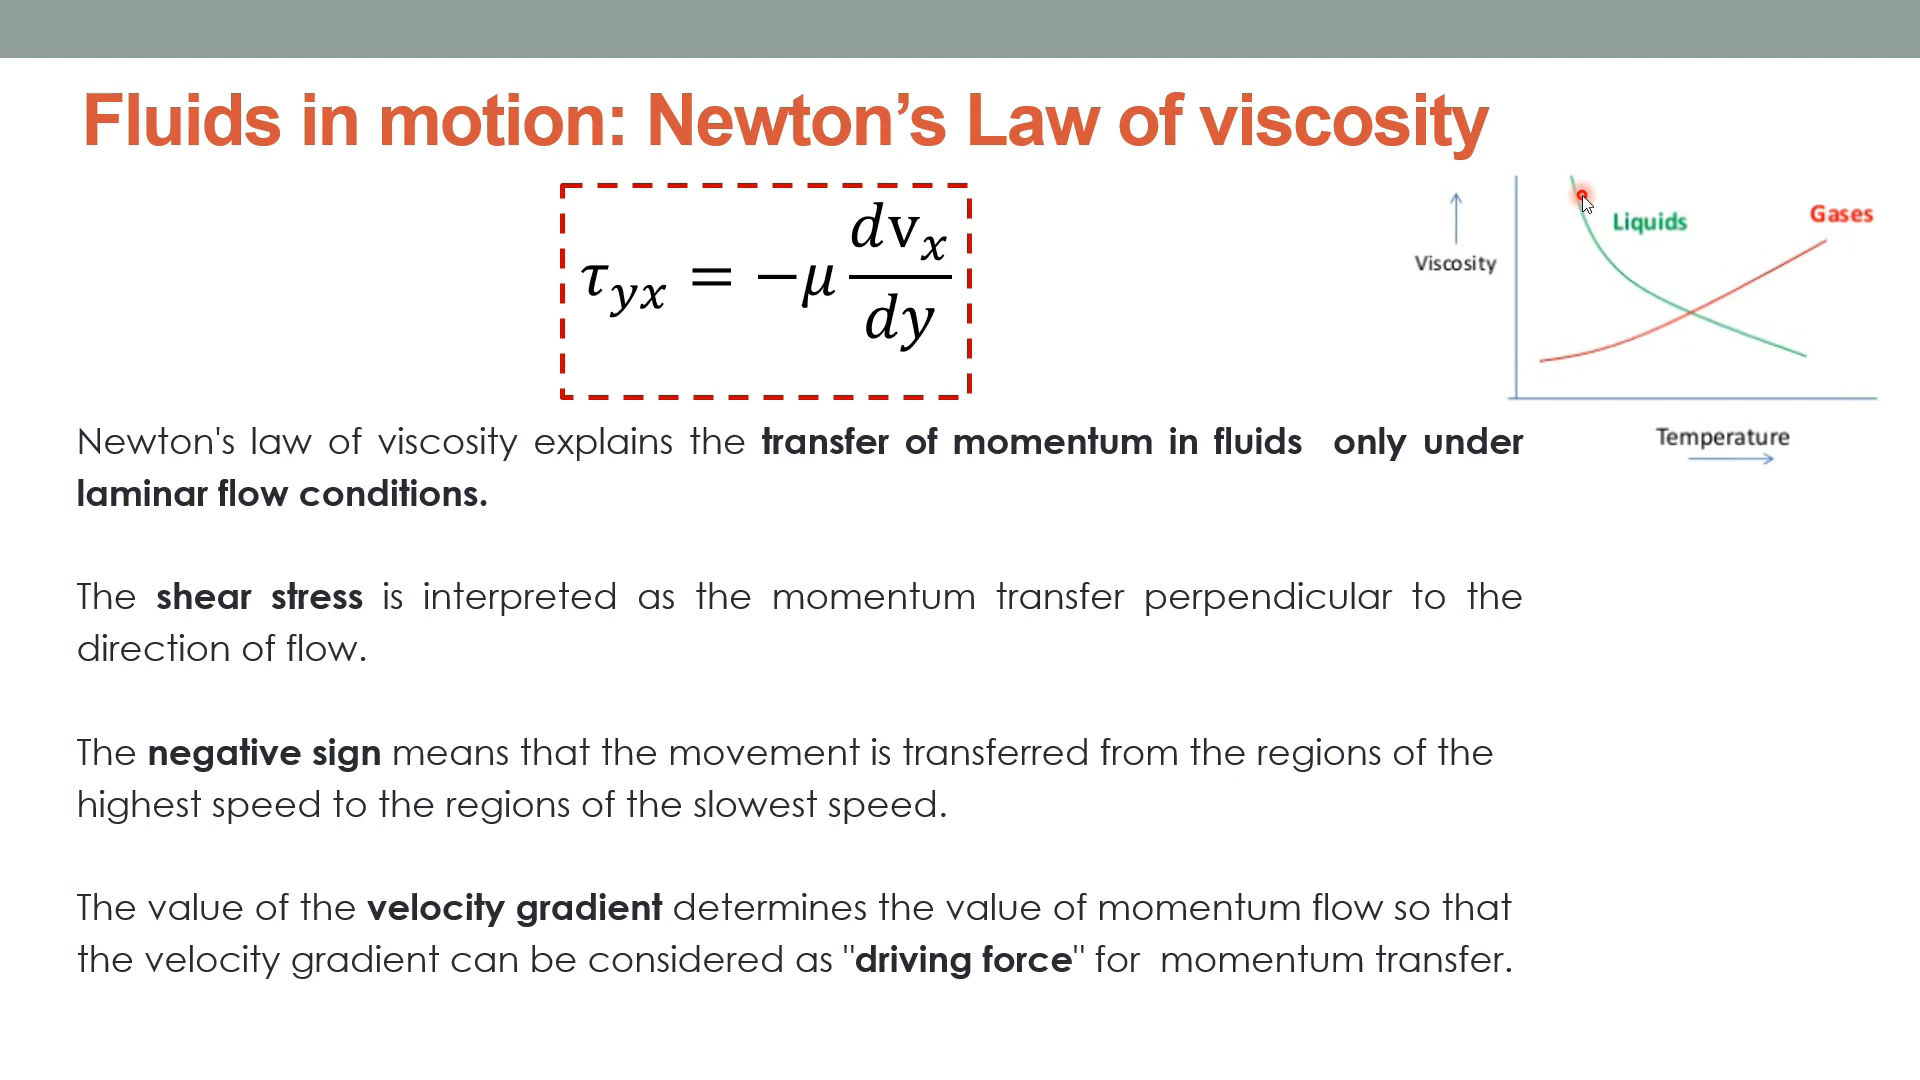 Fluids in motion: Newton’s Law of viscosity
τ_yx = −μ dv_x/dy
Viscosity
Liquids
Gases
Temperature
Newton's law of viscosity explains the transfer of momentum in fluids only under
laminar flow conditions.
The shear stress is interpreted as the momentum transfer perpendicular to the
direction of flow.
The negative sign means that the movement is transferred from the regions of the
highest speed to the regions of the slowest speed.
The value of the velocity gradient determines the value of momentum flow so that
the velocity gradient can be considered as "driving force" for momentum transfer.